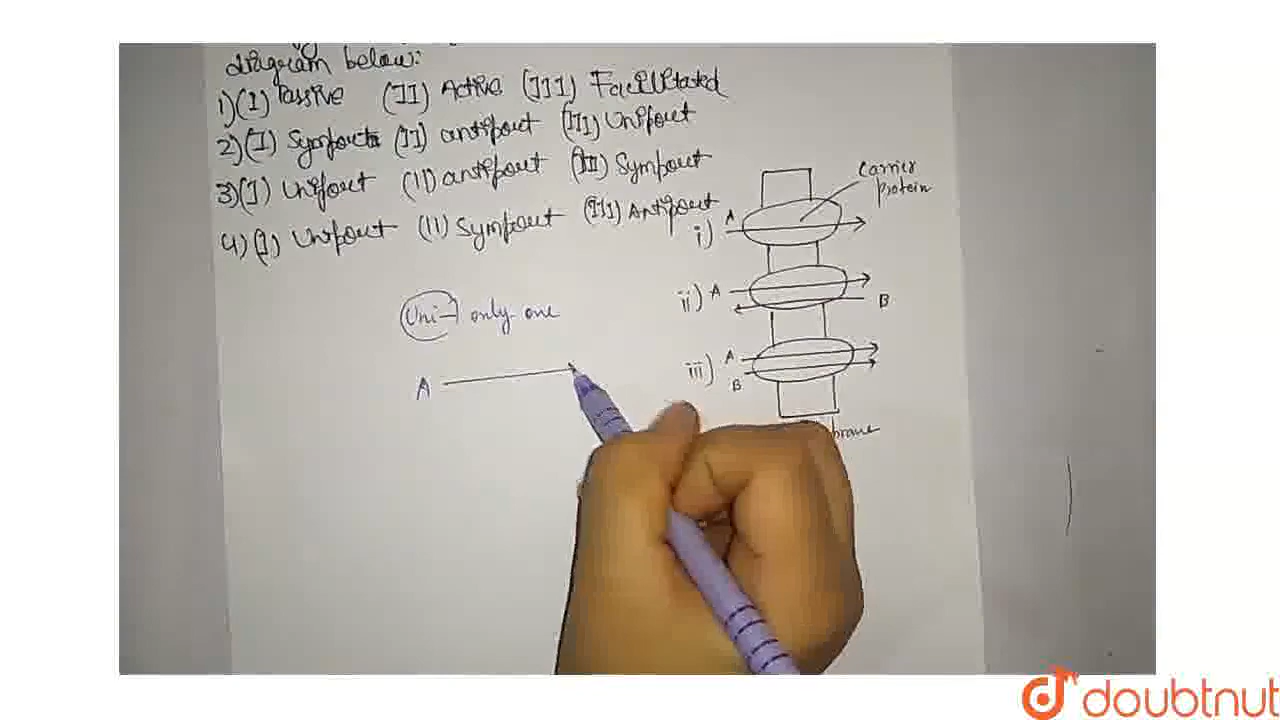 diagram below:
1) (I) Passive (II) Active (III) Facilitated
2) (I) Symport (II) antiport (III) Uniport
3) (I) Uniport (II) antiport (III) Symport
4) (I) Uniport (II) Symport (III) Antiport
Carrier
protein
i) A
ii) A B
iii) A
B
Uni- only one
A
doubtnut